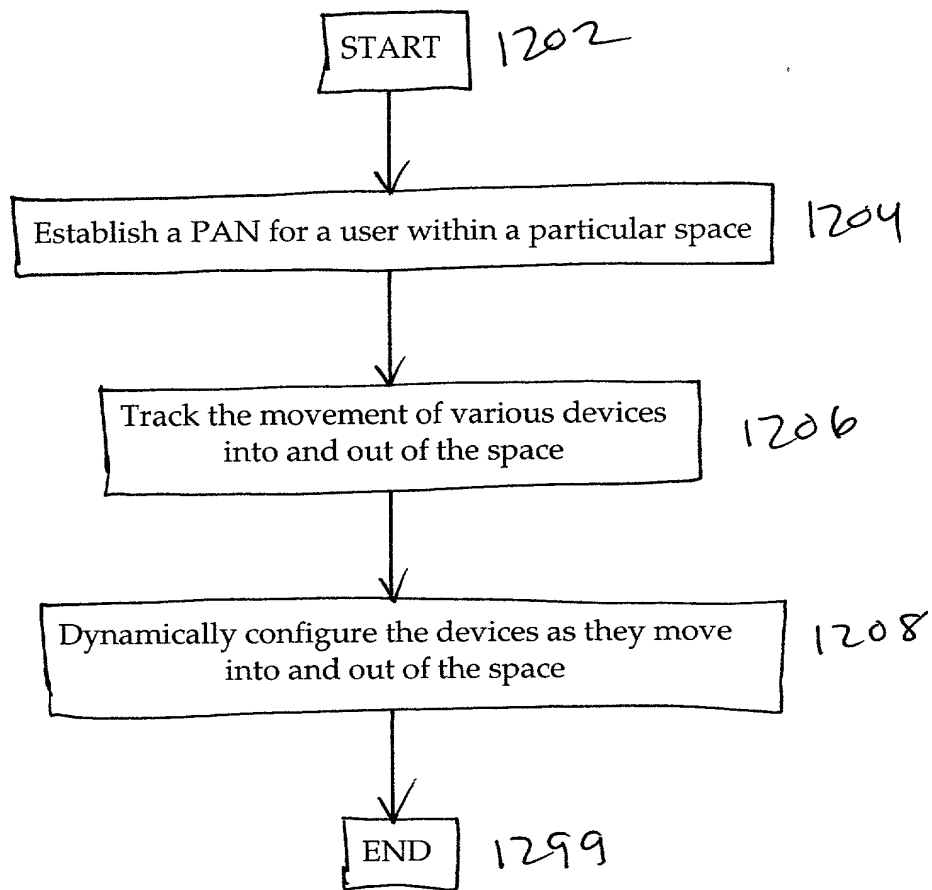 START 1202
Establish a PAN for a user within a particular space 1204
Track the movement of various devices
into and out of the space 1206
Dynamically configure the devices as they move
into and out of the space 1208
END 1299